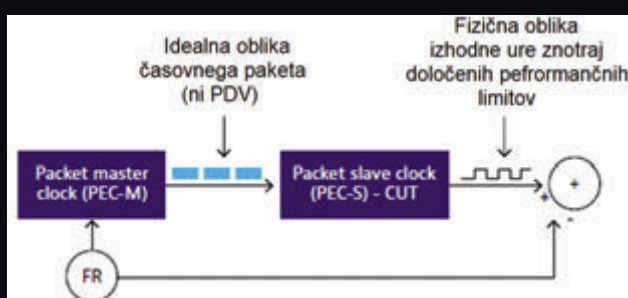 Idealna oblika
časovnega paketa
(ni PDV)
Fizična oblika
izhodne ure znotraj
določenih pefrormančnih
limitov
Packet master
clock (PEC-M)
Packet slave clock
(PEC-S) - CUT
+
+
-
FR